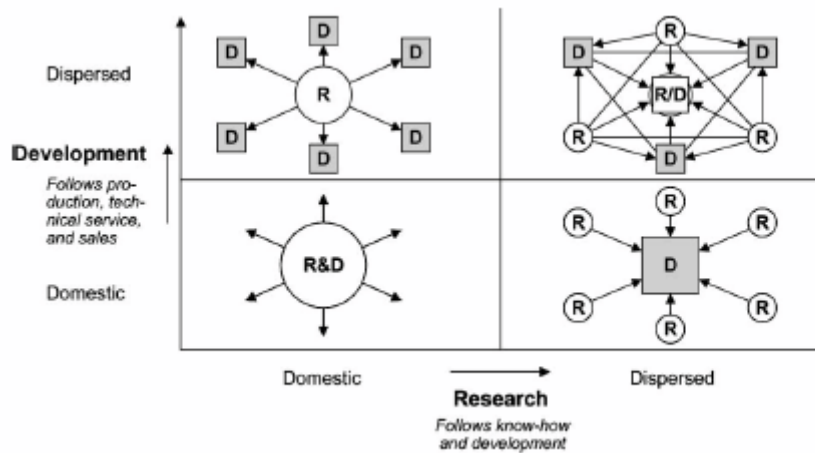 Dispersed
Development
Follows pro-
duction, tech-
nical service,
and sales
Domestic
D
D
D
R
D
D
D
R
D
D
R/D
R
R
D
R&D
R
R
R
D
R
R
R
Domestic
Dispersed
Research
Follows know-how
and development